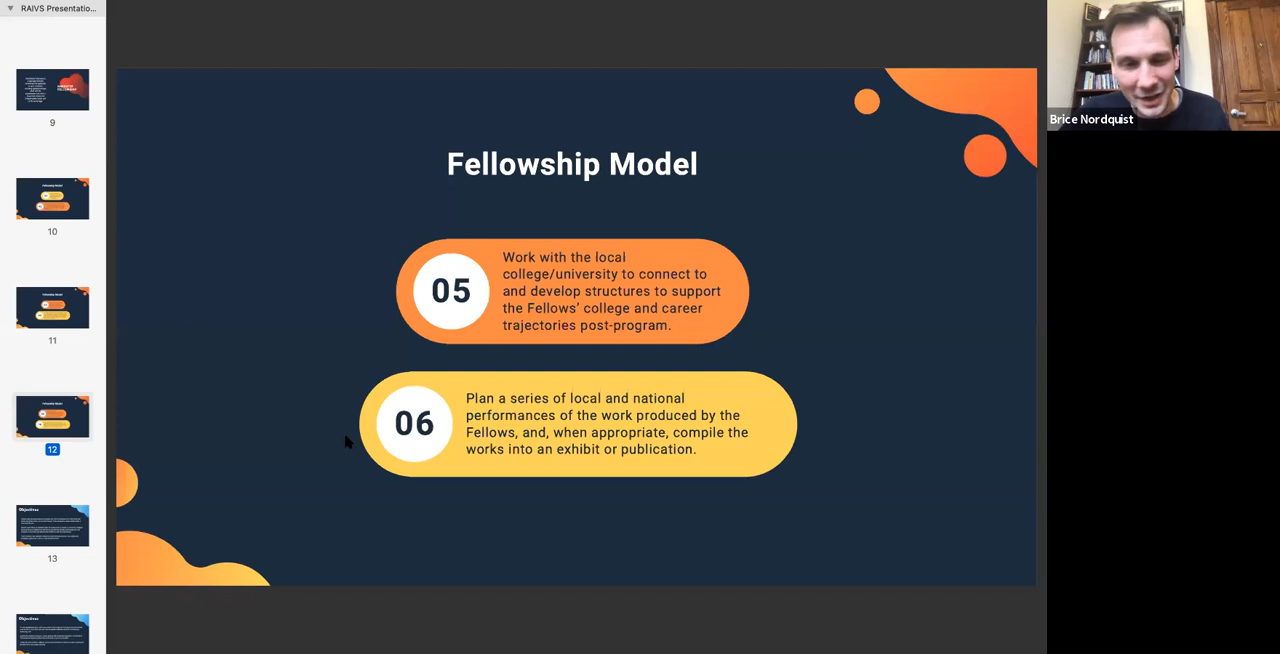 RAIVS Presentatio...
9
10
11
12
Objectives
13
Objectives
Fellowship Model
05
Work with the local
college/university to connect to
and develop structures to support
the Fellows' college and career
trajectories post-program.
06
Plan a series of local and national
performances of the work produced by the
Fellows, and, when appropriate, compile the
works into an exhibit or publication.
Brice Nordquist